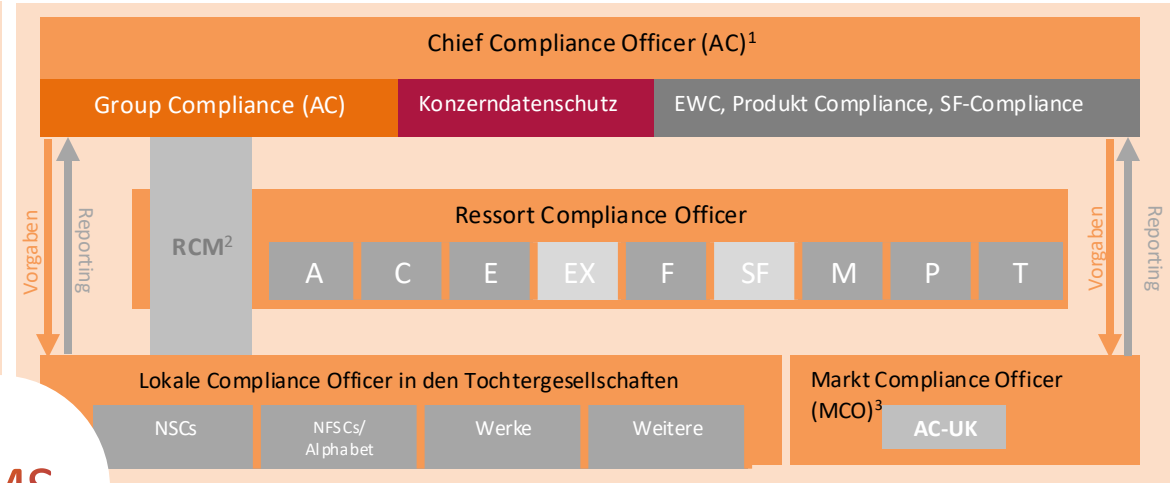 Chief Compliance Officer (AC)¹
Group Compliance (AC)
Konzerndatenschutz
EWC, Produkt Compliance, SF-Compliance
Vorgaben
Reporting
RCM²
Ressort Compliance Officer
A
C
E
EX
F
SF
M
P
T
Vorgaben
Reporting
Lokale Compliance Officer in den Tochtergesellschaften
NSCs
NFSCs/
Alphabet
Werke
Weitere
Markt Compliance Officer
(MCO)³
AC-UK